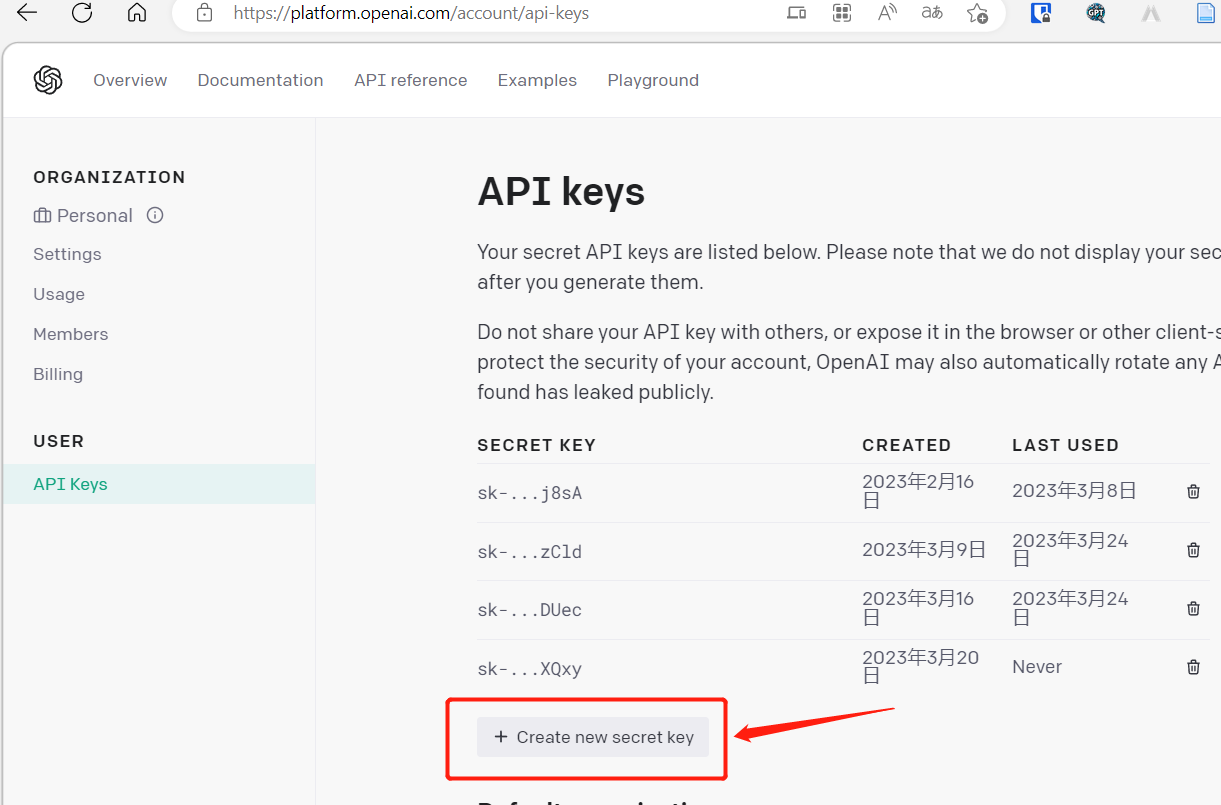 https://platform.openai.com/account/api-keys
aあ
GPT
Overview Documentation API reference Examples Playground
ORGANIZATION
Personal
Settings
Usage
Members
Billing
USER
API Keys
API keys
Your secret API keys are listed below. Please note that we do not display your sec
after you generate them.
Do not share your API key with others, or expose it in the browser or other client-s
protect the security of your account, OpenAI may also automatically rotate any A
found has leaked publicly.
SECRET KEY CREATED LAST USED
sk-...j8sA 2023年2月16日 2023年3月8日
sk-...zCld 2023年3月9日 2023年3月24日
sk-...DUec 2023年3月16日 2023年3月24日
sk-...XQxy 2023年3月20日 Never
+ Create new secret key